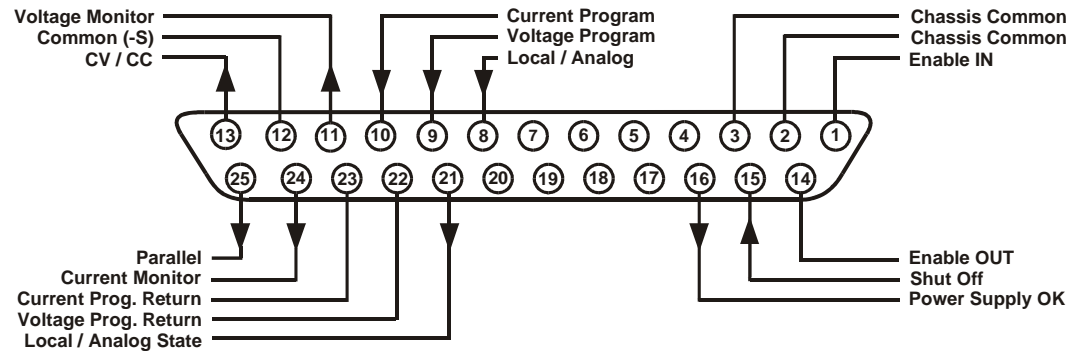 Voltage Monitor
Common (-S)
CV / CC
Current Program
Voltage Program
Local / Analog
Chassis Common
Chassis Common
Enable IN
13 12 11 10 9 8 7 6 5 4 3 2 1
25 24 23 22 21 20 19 18 17 16 15 14
Parallel
Current Monitor
Current Prog. Return
Voltage Prog. Return
Local / Analog State
Enable OUT
Shut Off
Power Supply OK